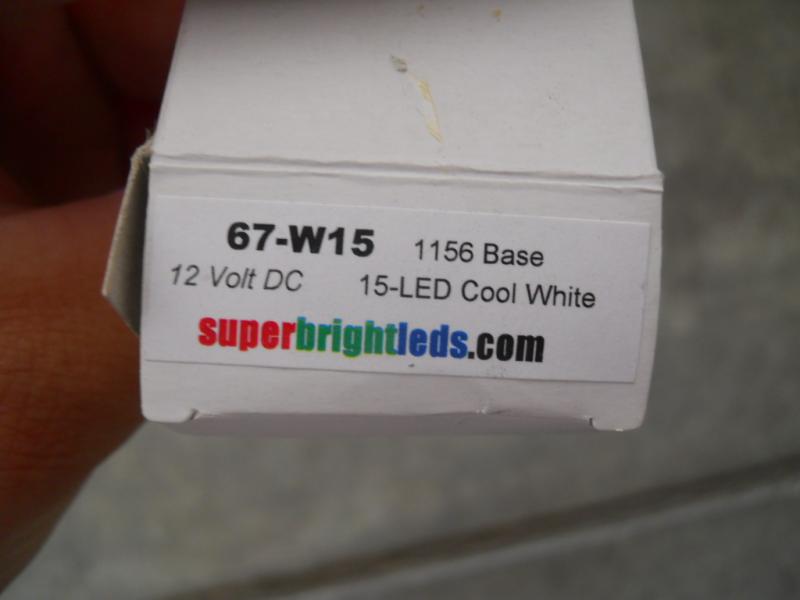 67-W15 1156 Base
12 Volt DC 15-LED Cool White
superbrightleds.com